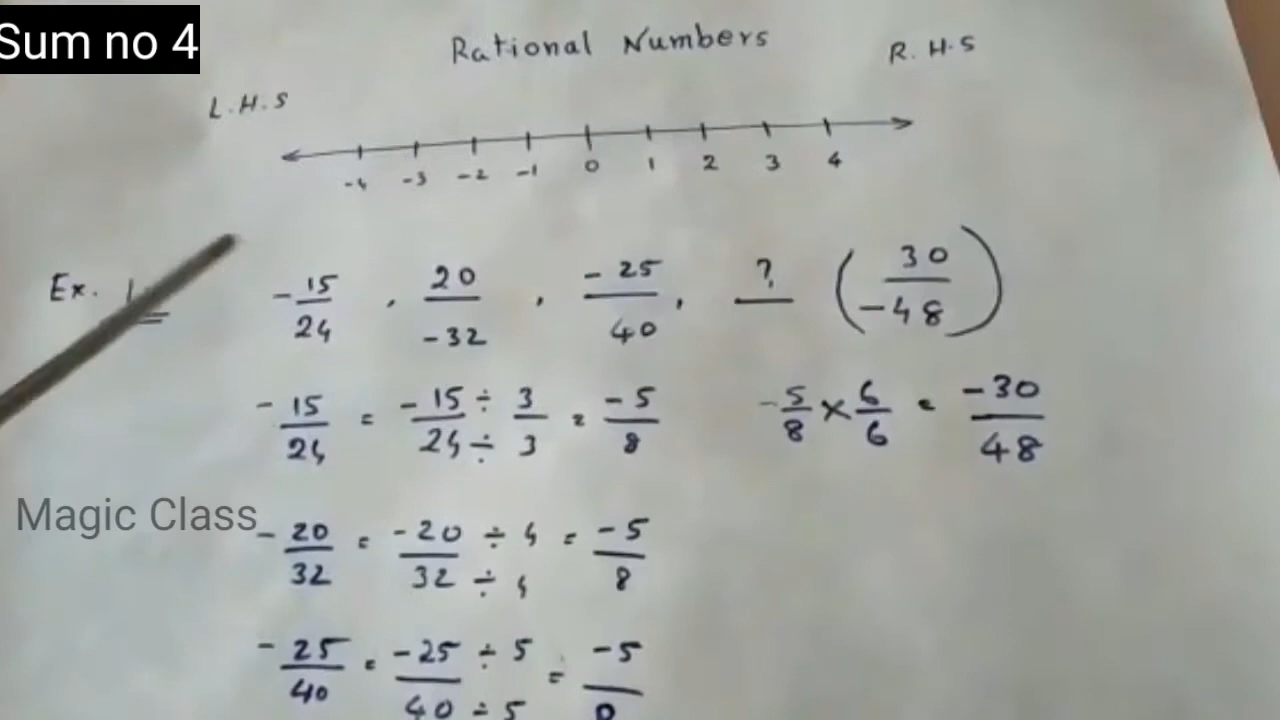 Sum no 4
Rational Numbers
L.H.S R.H.S
-4 -3 -2 -1 0 1 2 3 4
Ex. 1 -15/24 , 20/-32 , -25/40 , ? (30/-48)
-15/24 = -15÷3/24÷3 = -5/8 -5/8 × 6/6 = -30/48
Magic Class
-20/32 = -20÷4/32÷4 = -5/8
-25/40 = -25÷5/40÷5 = -5/